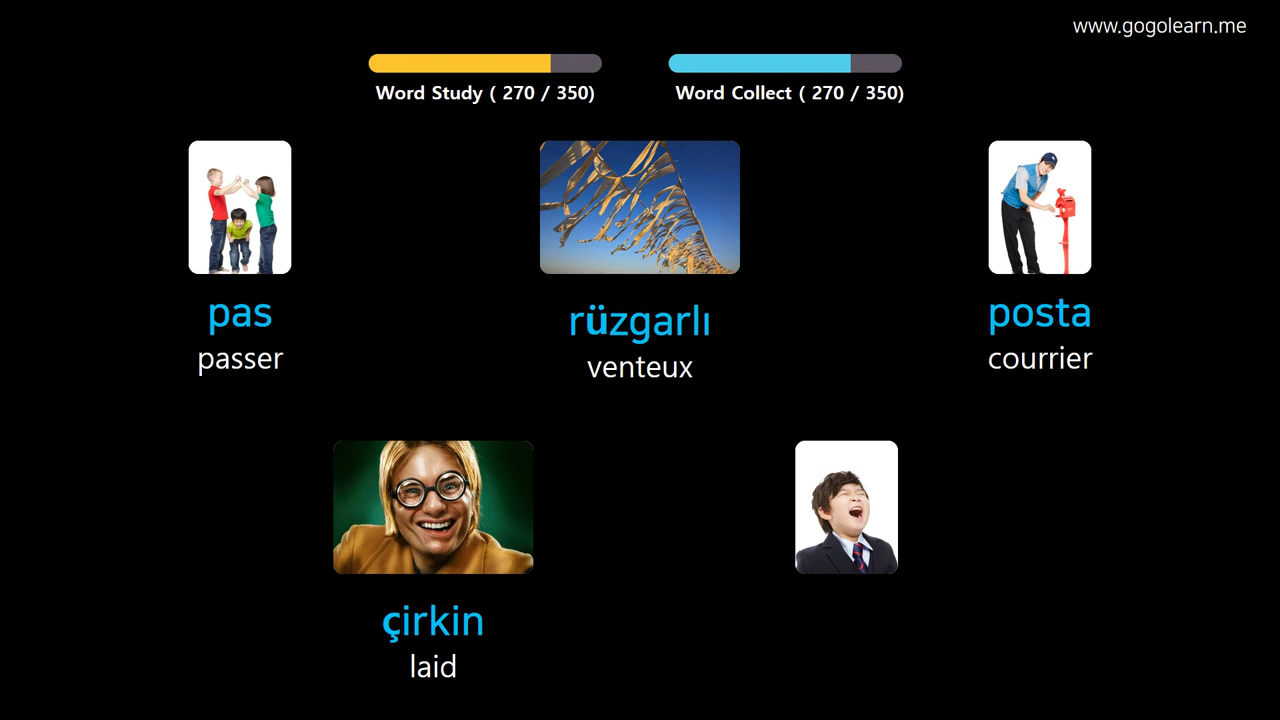 www.gogolearn.me
Word Study ( 270 / 350)
Word Collect ( 270 / 350)
pas
passer
rüzgarlı
venteux
posta
courrier
çirkin
laid